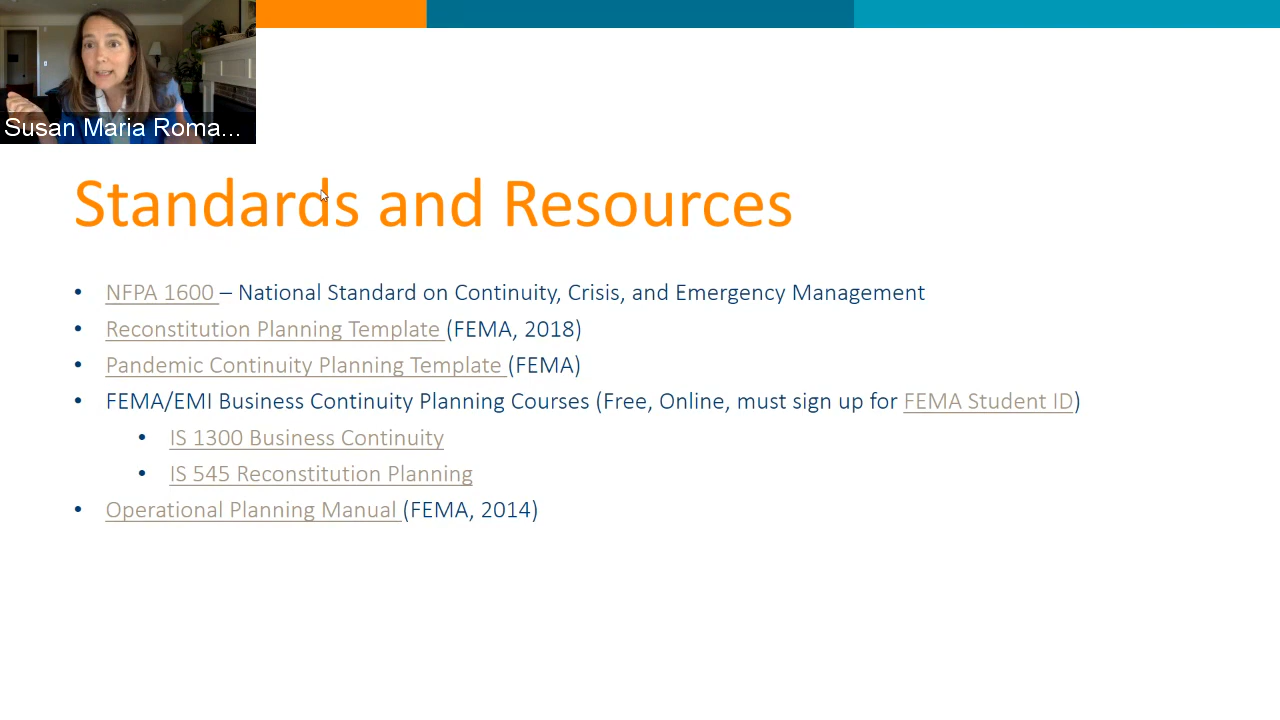 Susan Maria Roma...
Standards and Resources
• NFPA 1600 – National Standard on Continuity, Crisis, and Emergency Management
• Reconstitution Planning Template (FEMA, 2018)
• Pandemic Continuity Planning Template (FEMA)
• FEMA/EMI Business Continuity Planning Courses (Free, Online, must sign up for FEMA Student ID)
• IS 1300 Business Continuity
• IS 545 Reconstitution Planning
• Operational Planning Manual (FEMA, 2014)